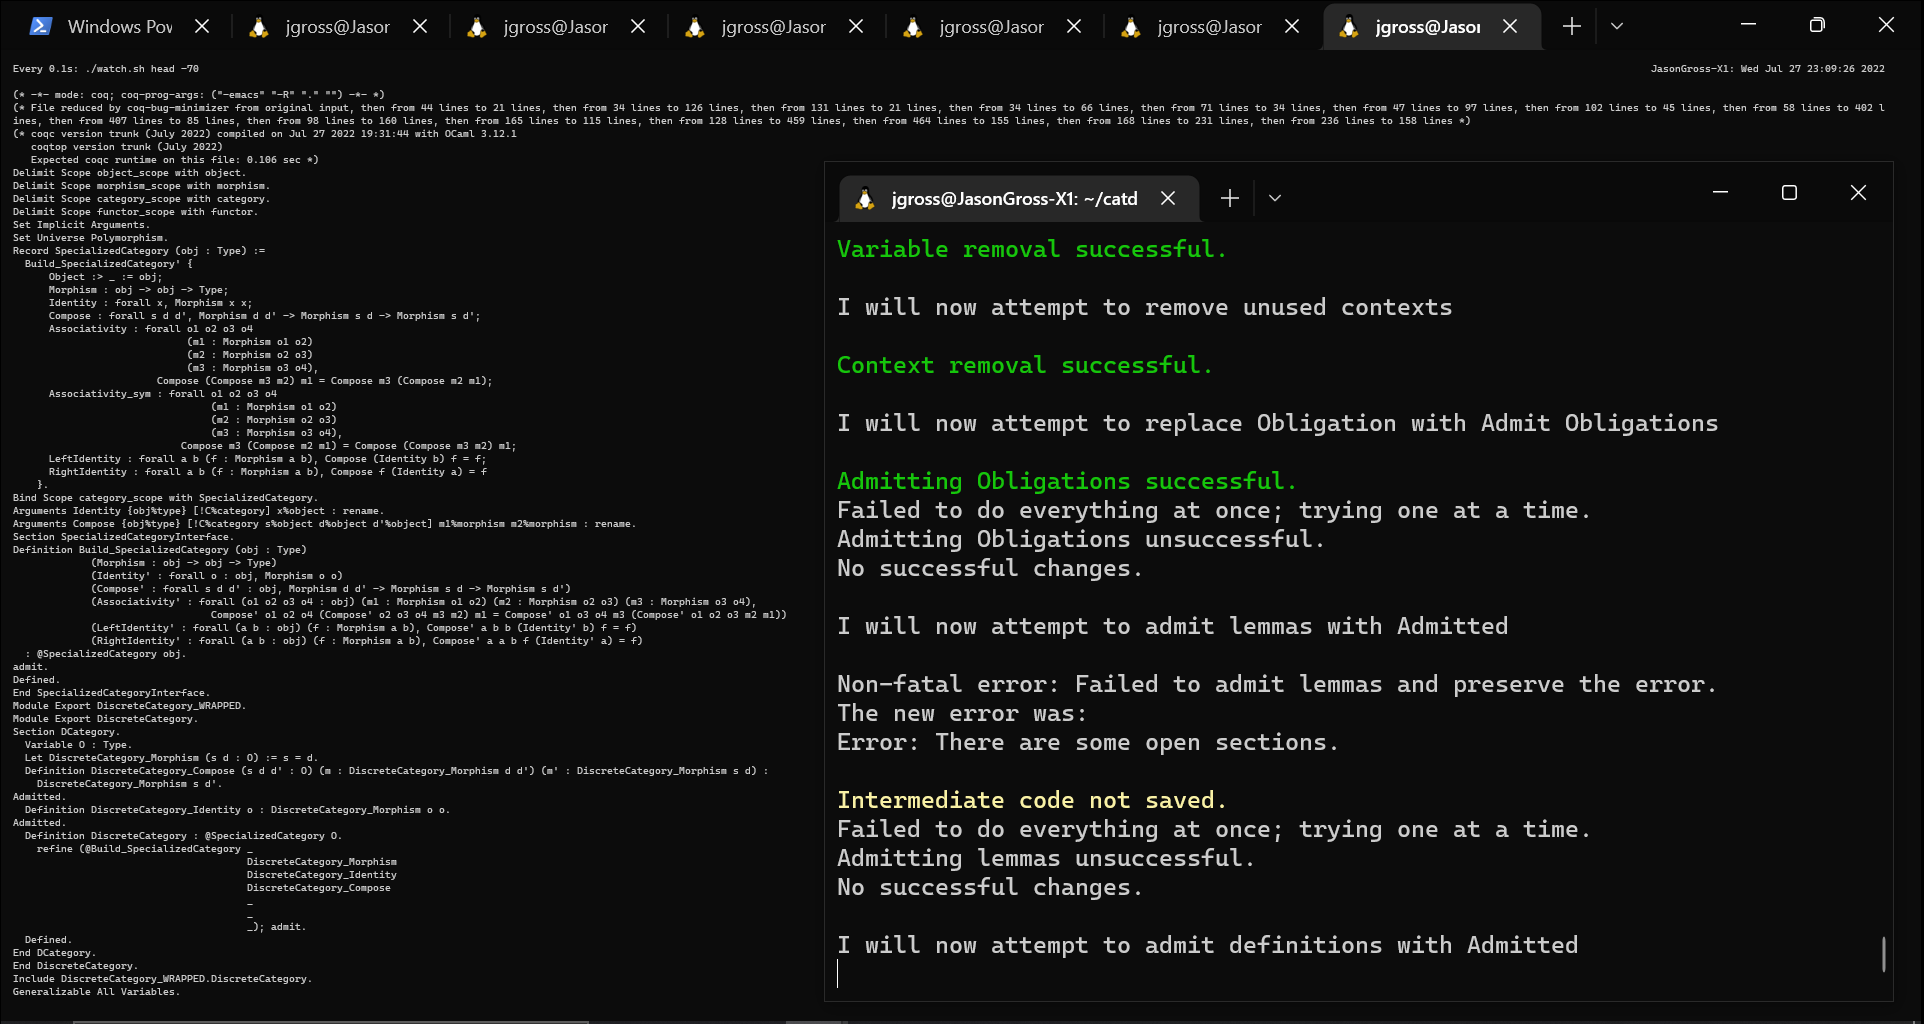 Windows Pow
jgross@Jasor
jgross@Jasor
jgross@Jasor
jgross@Jasor
jgross@Jasor
jgross@Jasor
Every 0.1s: ./watch.sh head -70
JasonGross-X1: Wed Jul 27 23:09:26 2022
(* -*- mode: coq; coq-prog-args: ("-emacs" "-R" "." "") -*- *)
(* File reduced by coq-bug-minimizer from original input, then from 44 lines to 21 lines, then from 34 lines to 126 lines, then from 131 lines to 21 lines, then from 34 lines to 66 lines, then from 71 lines to 34 lines, then from 47 lines to 97 lines, then from 102 lines to 45 lines, then from 58 lines to 402 l
ines, then from 407 lines to 85 lines, then from 98 lines to 160 lines, then from 165 lines to 115 lines, then from 128 lines to 459 lines, then from 464 lines to 155 lines, then from 168 lines to 231 lines, then from 236 lines to 158 lines *)
(* coqc version trunk (July 2022) compiled on Jul 27 2022 19:31:44 with OCaml 3.12.1
coqtop version trunk (July 2022)
Expected coqc runtime on this file: 0.106 sec *)
Delimit Scope object_scope with object.
Delimit Scope morphism_scope with morphism.
Delimit Scope category_scope with category.
Delimit Scope functor_scope with functor.
Set Implicit Arguments.
Set Universe Polymorphism.
Record SpecializedCategory (obj : Type) :=
Build_SpecializedCategory' {
Object :> _ := obj;
Morphism : obj -> obj -> Type;
Identity : forall x, Morphism x x;
Compose : forall s d d', Morphism d d' -> Morphism s d -> Morphism s d';
Associativity : forall o1 o2 o3 o4
(m1 : Morphism o1 o2)
(m2 : Morphism o2 o3)
(m3 : Morphism o3 o4),
Compose (Compose m3 m2) m1 = Compose m3 (Compose m2 m1);
Associativity_sym : forall o1 o2 o3 o4
(m1 : Morphism o1 o2)
(m2 : Morphism o2 o3)
(m3 : Morphism o3 o4),
Compose m3 (Compose m2 m1) = Compose (Compose m3 m2) m1;
LeftIdentity : forall a b (f : Morphism a b), Compose (Identity b) f = f;
RightIdentity : forall a b (f : Morphism a b), Compose f (Identity a) = f
}.
Bind Scope category_scope with SpecializedCategory.
Arguments Identity {obj%type} [!C%category] x%object : rename.
Arguments Compose {obj%type} [!C%category s%object d%object d'%object] m1%morphism m2%morphism : rename.
Section SpecializedCategoryInterface.
Definition Build_SpecializedCategory (obj : Type)
(Morphism : obj -> obj -> Type)
(Identity' : forall o : obj, Morphism o o)
(Compose' : forall s d d' : obj, Morphism d d' -> Morphism s d -> Morphism s d')
(Associativity' : forall (o1 o2 o3 o4 : obj) (m1 : Morphism o1 o2) (m2 : Morphism o2 o3) (m3 : Morphism o3 o4),
Compose' o1 o2 o4 (Compose' o2 o3 o4 m3 m2) m1 = Compose' o1 o3 o4 m3 (Compose' o1 o2 o3 m2 m1))
(LeftIdentity' : forall (a b : obj) (f : Morphism a b), Compose' a b b (Identity' b) f = f)
(RightIdentity' : forall (a b : obj) (f : Morphism a b), Compose' a a b f (Identity' a) = f)
: @SpecializedCategory obj.
admit.
Defined.
End SpecializedCategoryInterface.
Module Export DiscreteCategory_WRAPPED.
Module Export DiscreteCategory.
Section DCategory.
Variable O : Type.
Let DiscreteCategory_Morphism (s d : O) := s = d.
Definition DiscreteCategory_Compose (s d d' : O) (m : DiscreteCategory_Morphism d d') (m' : DiscreteCategory_Morphism s d) :
DiscreteCategory_Morphism s d'.
Admitted.
Definition DiscreteCategory_Identity o : DiscreteCategory_Morphism o o.
Admitted.
Definition DiscreteCategory : @SpecializedCategory O.
refine (@Build_SpecializedCategory _
DiscreteCategory_Morphism
DiscreteCategory_Identity
DiscreteCategory_Compose
_
_
_); admit.
Defined.
End DCategory.
End DiscreteCategory.
Include DiscreteCategory_WRAPPED.DiscreteCategory.
Generalizable All Variables.
jgross@JasonGross-X1: ~/catd
Variable removal successful.
I will now attempt to remove unused contexts
Context removal successful.
I will now attempt to replace Obligation with Admit Obligations
Admitting Obligations successful.
Failed to do everything at once; trying one at a time.
Admitting Obligations unsuccessful.
No successful changes.
I will now attempt to admit lemmas with Admitted
Non-fatal error: Failed to admit lemmas and preserve the error.
The new error was:
Error: There are some open sections.
Intermediate code not saved.
Failed to do everything at once; trying one at a time.
Admitting lemmas unsuccessful.
No successful changes.
I will now attempt to admit definitions with Admitted